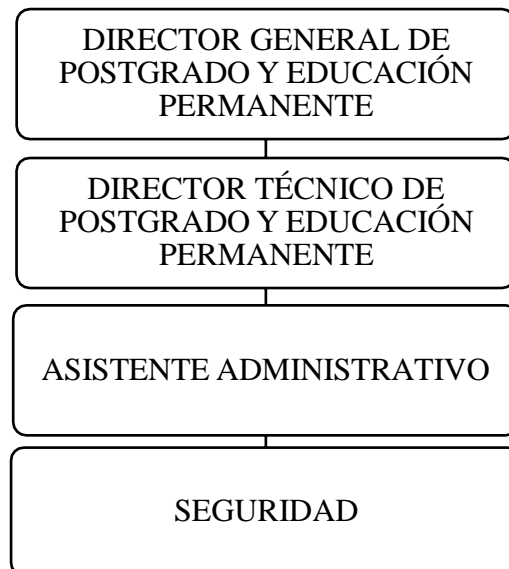 DIRECTOR GENERAL DE
POSTGRADO Y EDUCACIÓN
PERMANENTE
DIRECTOR TÉCNICO DE
POSTGRADO Y EDUCACIÓN
PERMANENTE
ASISTENTE ADMINISTRATIVO
SEGURIDAD